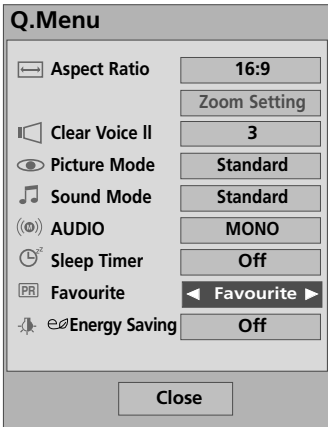 Q.Menu
Aspect Ratio 16:9
Zoom Setting
Clear Voice ll 3
Picture Mode Standard
Sound Mode Standard
AUDIO MONO
Sleep Timer Off
PR Favourite ◄ Favourite ►
Energy Saving Off
Close